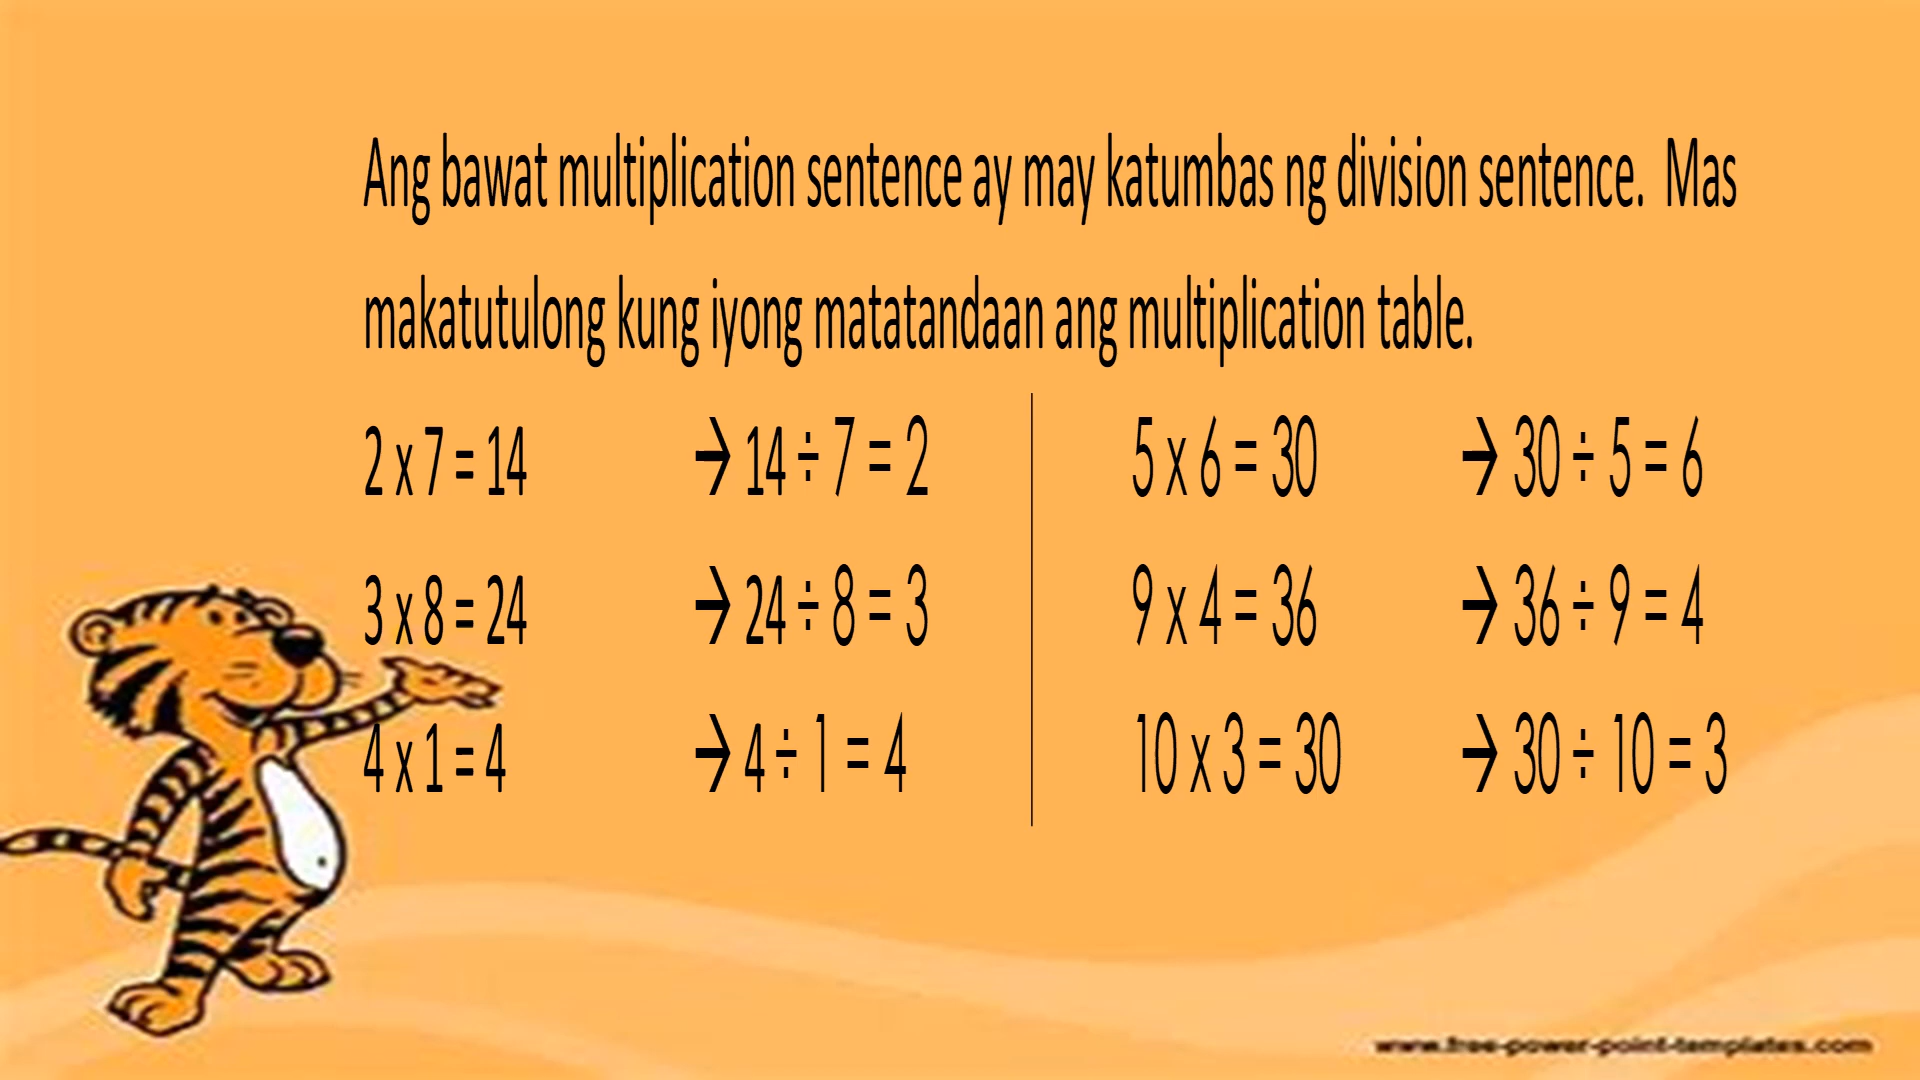 Ang bawat multiplication sentence ay may katumbas ng division sentence.  Mas
makatutulong kung iyong matatandaan ang multiplication table.
2 x 7 = 14 → 14 ÷ 7 = 2 5 x 6 = 30 → 30 ÷ 5 = 6
3 x 8 = 24 → 24 ÷ 8 = 3 9 x 4 = 36 → 36 ÷ 9 = 4
4 x 1 = 4 → 4 ÷ 1 = 4 10 x 3 = 30 → 30 ÷ 10 = 3
www.free-power-point-templates.com